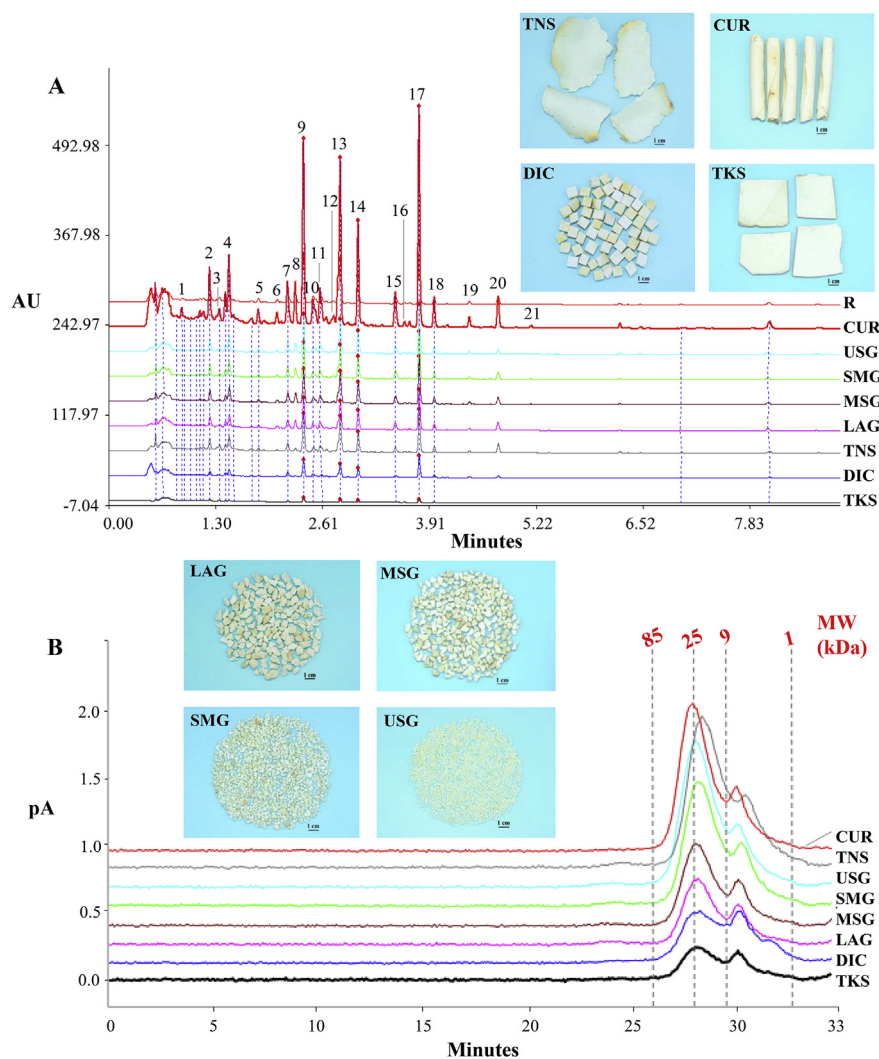 A
TNS
1 cm
CUR
1 cm
DIC
1 cm
TKS
1 cm
AU
492.98
367.98
242.97
117.97
-7.04
1
2
3
4
5
6
7
8
9
10
11
12
13
14
15
16
17
18
19
20
21
R
CUR
USG
SMG
MSG
LAG
TNS
DIC
TKS
0.00
1.30
2.61
3.91
5.22
6.52
7.83
Minutes
B
LAG
1 cm
MSG
1 cm
SMG
1 cm
USG
1 cm
85
25
9
1
MW
(kDa)
pA
2.0
1.5
1.0
0.5
0.0
CUR
TNS
USG
SMG
MSG
LAG
DIC
TKS
0
5
10
15
20
25
30
33
Minutes